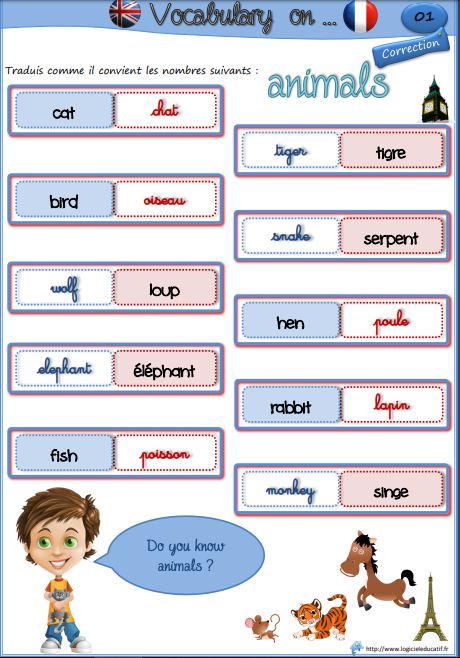 Vocabulary on ...
01
Correction
Traduis comme il convient les nombres suivants :
animals
cat chat
tiger tigre
bird oiseau
snake serpent
wolf loup
hen poule
elephant éléphant
rabbit lapin
fish poisson
monkey singe
Do you know
animals ?
http://www.logicieleducatif.fr